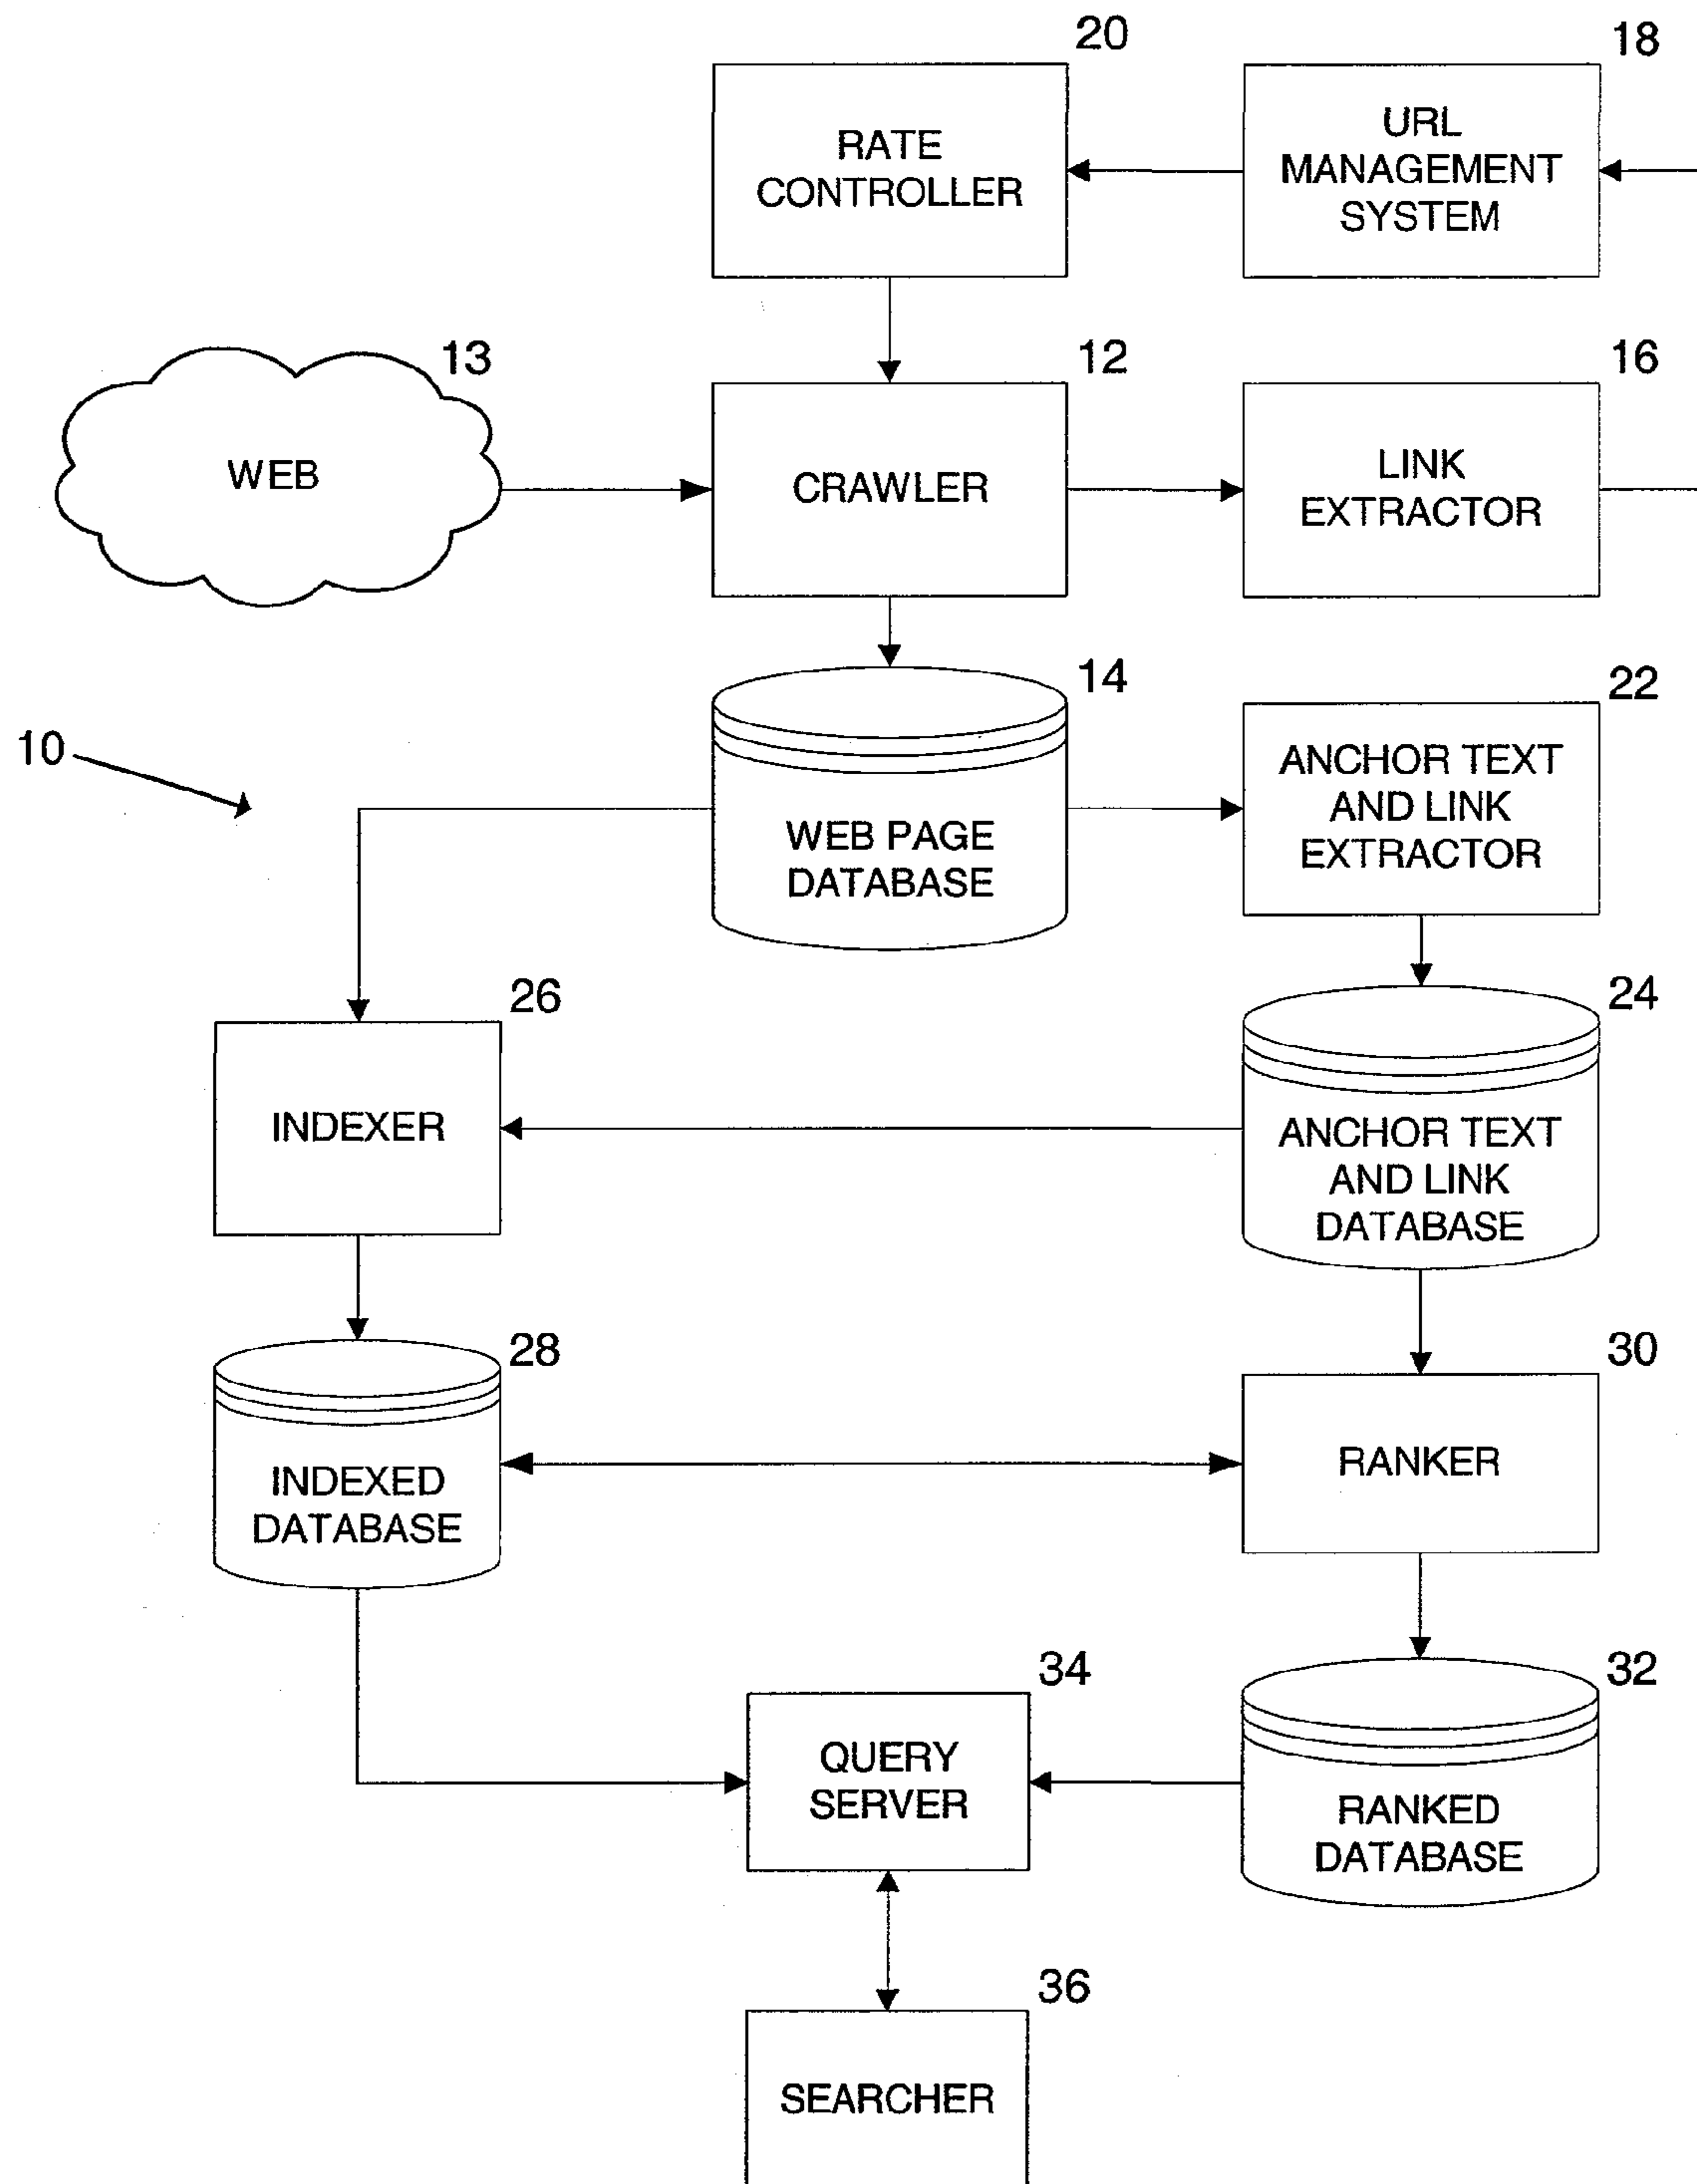 20
18
RATE
CONTROLLER
URL
MANAGEMENT
SYSTEM
13
12
16
WEB
CRAWLER
LINK
EXTRACTOR
14
22
10
WEB PAGE
DATABASE
ANCHOR TEXT
AND LINK
EXTRACTOR
26
24
INDEXER
ANCHOR TEXT
AND LINK
DATABASE
28
30
INDEXED
DATABASE
RANKER
34
32
QUERY
SERVER
RANKED
DATABASE
36
SEARCHER